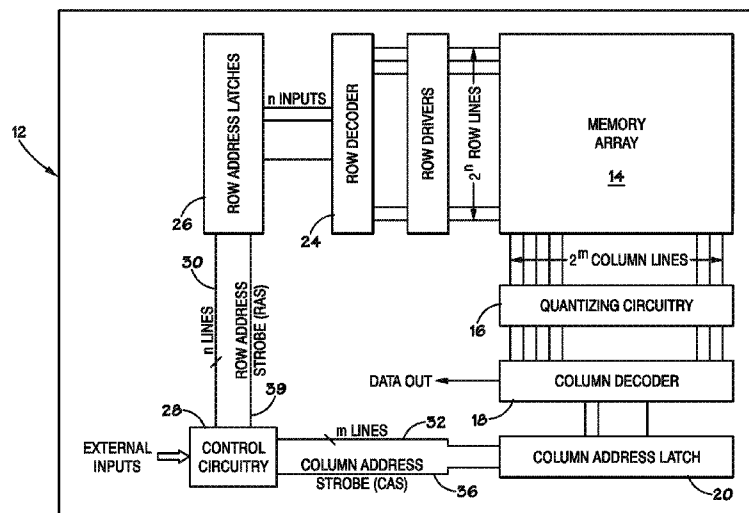 12
ROW ADDRESS LATCHES
26
n INPUTS
ROW DECODER
24
ROW DRIVERS
2^n ROW LINES
MEMORY
ARRAY
14
2^m COLUMN LINES
QUANTIZING CIRCUITRY
16
30
n LINES
ROW ADDRESS
STROBE (RAS)
39
DATA OUT
COLUMN DECODER
18
28
EXTERNAL
INPUTS
CONTROL
CIRCUITRY
m LINES
32
COLUMN ADDRESS
STROBE (CAS)
36
COLUMN ADDRESS LATCH
20